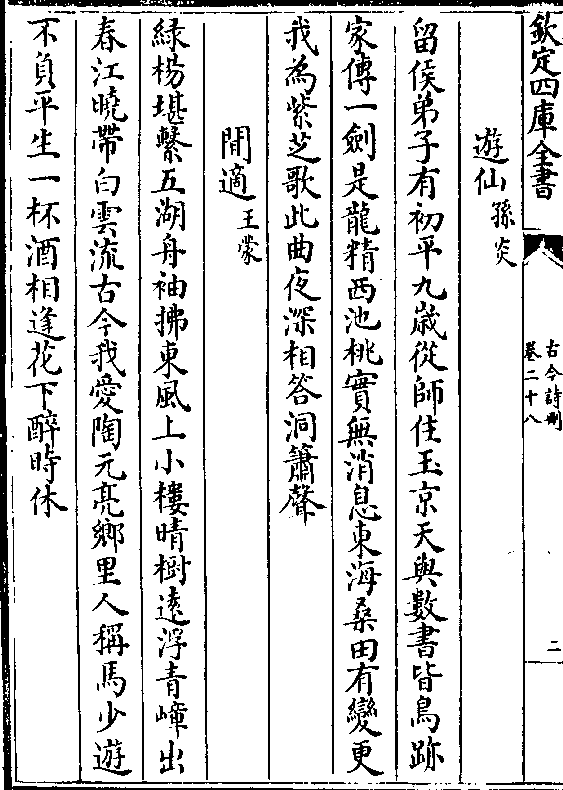 欽定四庫全書
古今詩刪
卷二十八
二
遊仙 孫炎
留侯弟子有初平九歲從師住玉京天與數書皆鳥跡
家傳一劍是龍精西池桃實無消息東海桑田有變更
我為紫芝歌此曲夜深相答洞簫聲
閒適 王蒙
綠楊堪繫五湖舟袖拂東風上小樓晴樹遠浮青嶂出
春江曉帶白雲流古今我愛陶元亮鄉里人稱馬少遊
不負平生一杯酒相逢花下醉時休